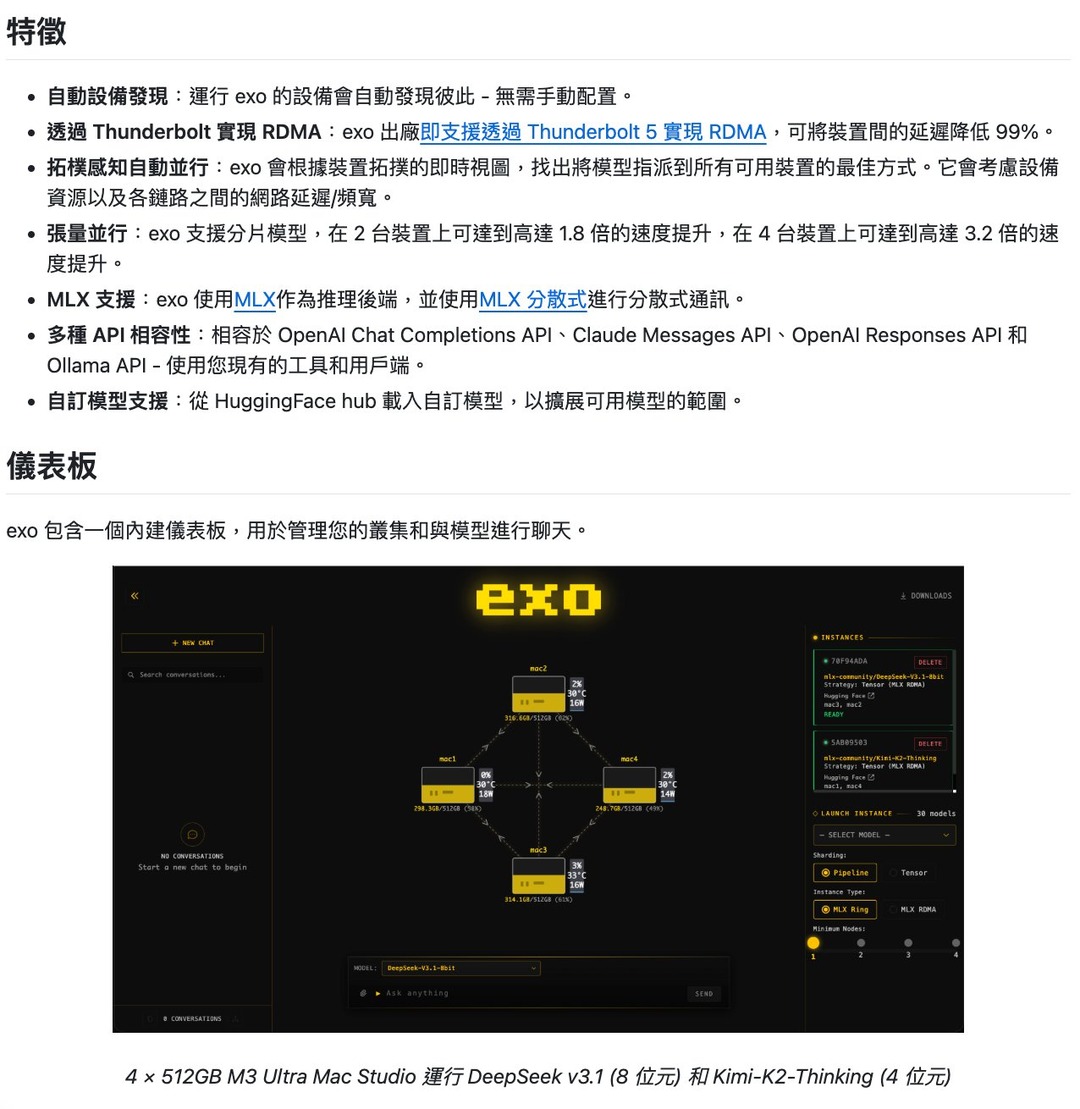 特徵
自動設備發現：運行 exo 的設備會自動發現彼此 - 無需手動配置。
透過 Thunderbolt 實現 RDMA：exo 出廠即支援透過 Thunderbolt 5 實現 RDMA，可將裝置間的延遲降低 99%。
拓樸感知自動並行：exo 會根據裝置拓撲的即時視圖，找出將模型指派到所有可用裝置的最佳方式。它會考慮設備
資源以及各鏈路之間的網路延遲/頻寬。
張量並行：exo 支援分片模型，在 2 台裝置上可達到高達 1.8 倍的速度提升，在 4 台裝置上可達到高達 3.2 倍的速
度提升。
MLX 支援：exo 使用MLX作為推理後端，並使用MLX 分散式進行分散式通訊。
多種 API 相容性：相容於 OpenAI Chat Completions API、Claude Messages API、OpenAI Responses API 和
Ollama API - 使用您現有的工具和用戶端。
自訂模型支援：從 HuggingFace hub 載入自訂模型，以擴展可用模型的範圍。
儀表板
exo 包含一個內建儀表板，用於管理您的叢集和與模型進行聊天。
exo
DOWNLOADS
+ NEW CHAT
Search conversations...
NO CONVERSATIONS
Start a new chat to begin
0 CONVERSATIONS
mac2
2%
30°C
16W
316.6GB/512GB (62%)
mac1
0%
30°C
18W
298.3GB/512GB (58%)
mac4
2%
30°C
14W
248.7GB/512GB (49%)
mac3
3%
33°C
16W
314.1GB/512GB (61%)
MODEL: DeepSeek-V3.1-8bit
Ask anything
SEND
INSTANCES
70F94ADA DELETE
mlx-community/DeepSeek-V3.1-8bit
Strategy: Tensor (MLX RDMA)
Hugging Face
mac3, mac2
READY
5AB09503 DELETE
mlx-community/Kimi-K2-Thinking
Strategy: Tensor (MLX RDMA)
Hugging Face
mac1, mac4
LAUNCH INSTANCE 30 models
— SELECT MODEL —
Sharding:
Pipeline Tensor
Instance Type:
MLX Ring MLX RDMA
Minimum Nodes:
1 2 3 4
4 × 512GB M3 Ultra Mac Studio 運行 DeepSeek v3.1 (8 位元) 和 Kimi-K2-Thinking (4 位元)